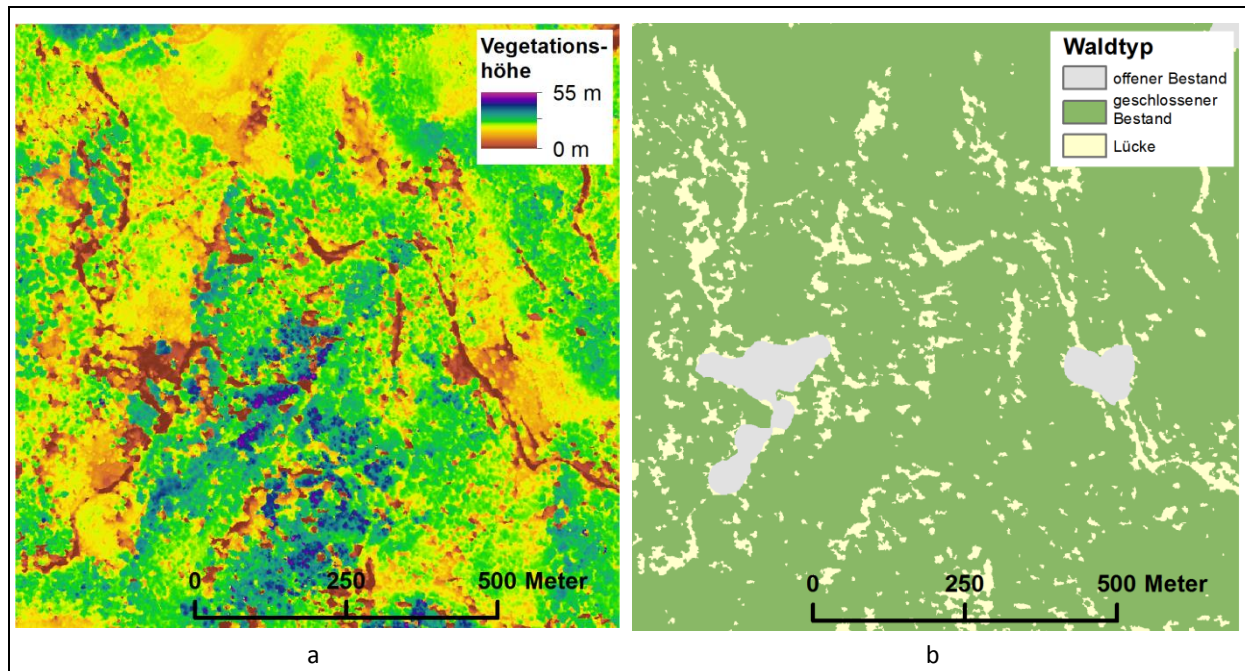 Vegetations-
höhe
55 m
0 m
0
250
500 Meter
a
Waldtyp
offener Bestand
geschlossener
Bestand
Lücke
0
250
500 Meter
b